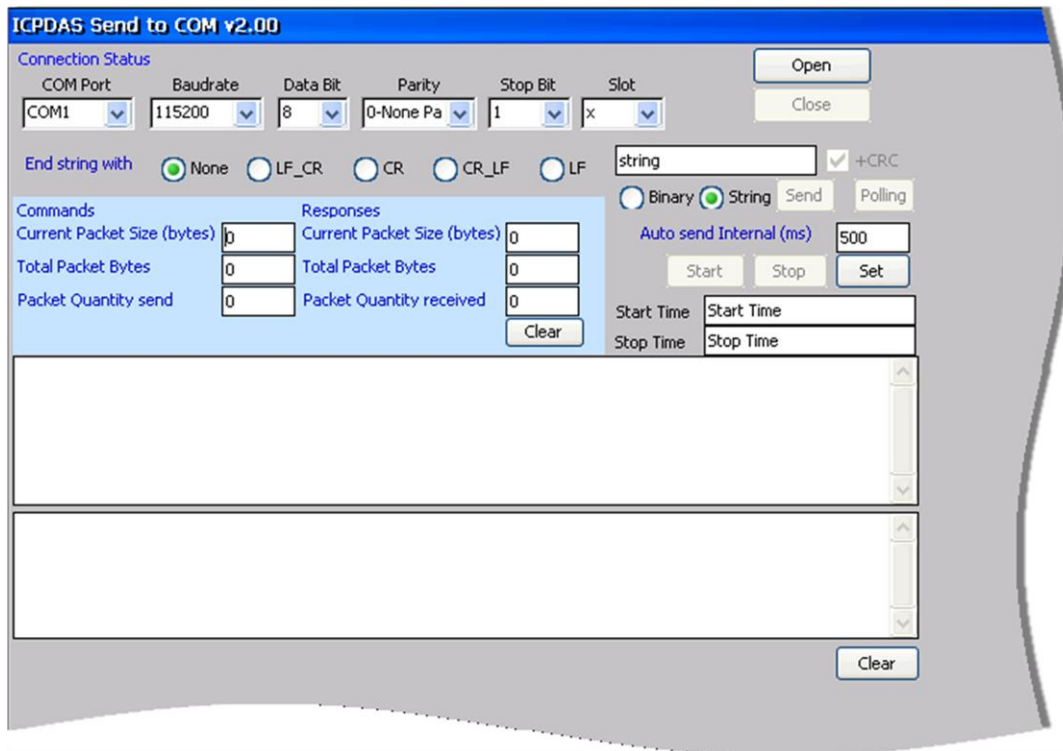 ICPDAS Send to COM v2.00
Connection Status
COM Port Baudrate Data Bit Parity Stop Bit Slot
COM1 115200 8 0-None Pa 1 x
Open
Close
End string with None LF_CR CR CR_LF LF
string +CRC
Binary String Send Polling
Commands Responses
Current Packet Size (bytes) 0 Current Packet Size (bytes) 0
Auto send Internal (ms) 500
Total Packet Bytes 0 Total Packet Bytes 0
Start Stop Set
Packet Quantity send 0 Packet Quantity received 0
Clear
Start Time Start Time
Stop Time Stop Time
Clear